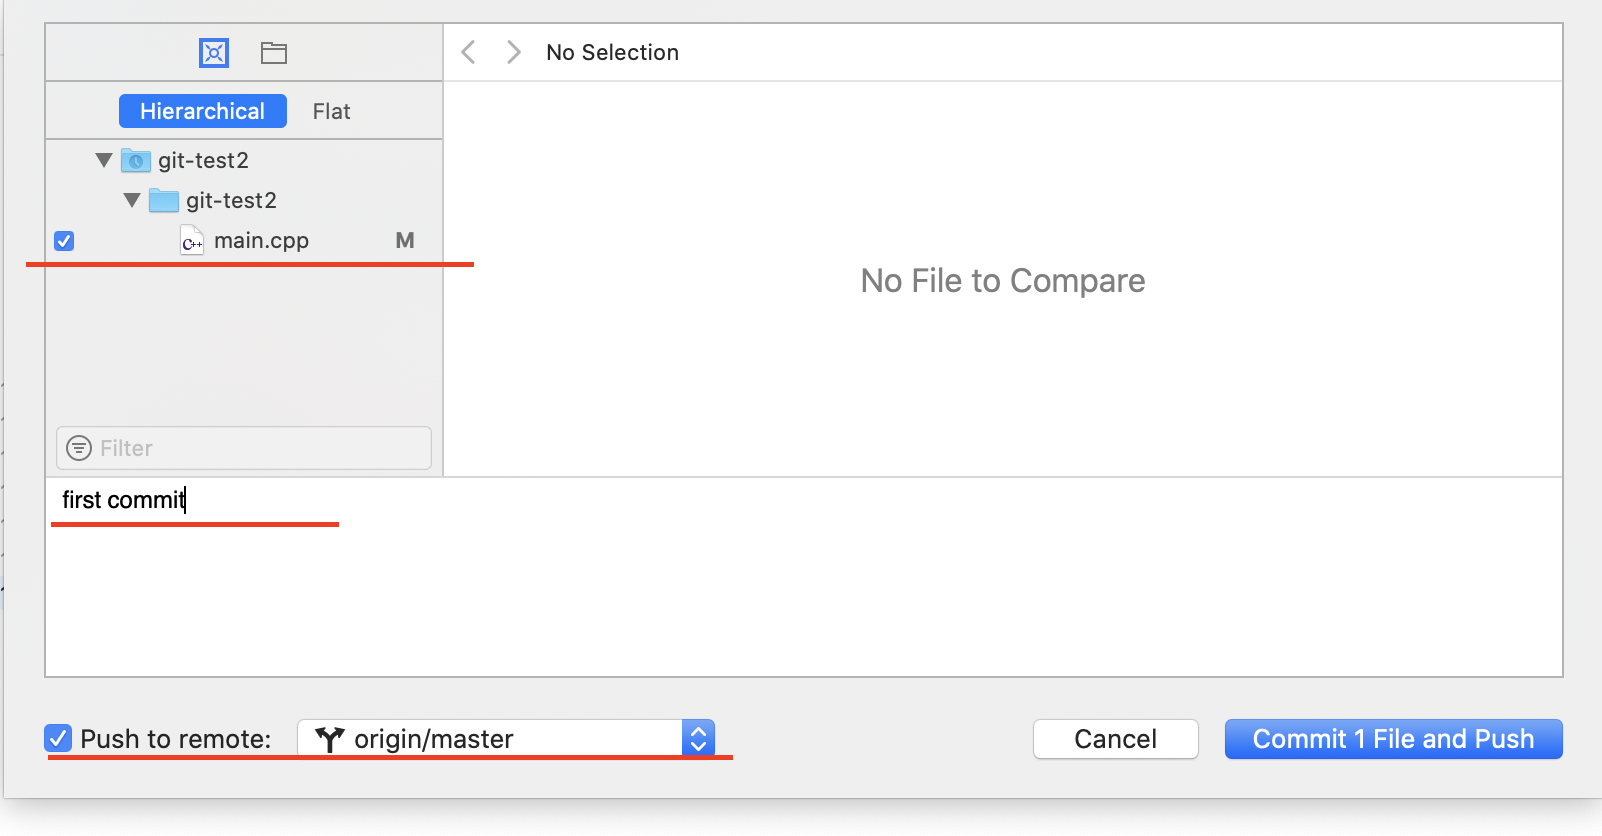 No Selection
Hierarchical Flat
git-test2
git-test2
C++ main.cpp M
No File to Compare
Filter
first commit
Push to remote: origin/master Cancel Commit 1 File and Push